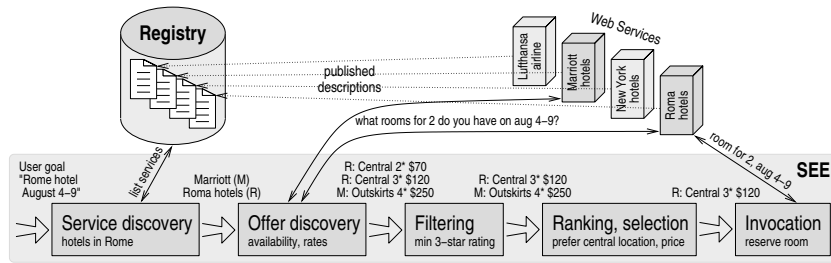 Registry
Web Services
Lufthansa
airline
Marriott
hotels
New York
hotels
Roma
hotels
published
descriptions
what rooms for 2 do you have on aug 4–9?
list services
room for 2, aug 4–9
SEE
User goal
"Rome hotel
August 4–9"
Marriott (M)
Roma hotels (R)
R: Central 2* $70
R: Central 3* $120
M: Outskirts 4* $250
R: Central 3* $120
M: Outskirts 4* $250
R: Central 3* $120
Service discovery
hotels in Rome
Offer discovery
availability, rates
Filtering
min 3–star rating
Ranking, selection
prefer central location, price
Invocation
reserve room